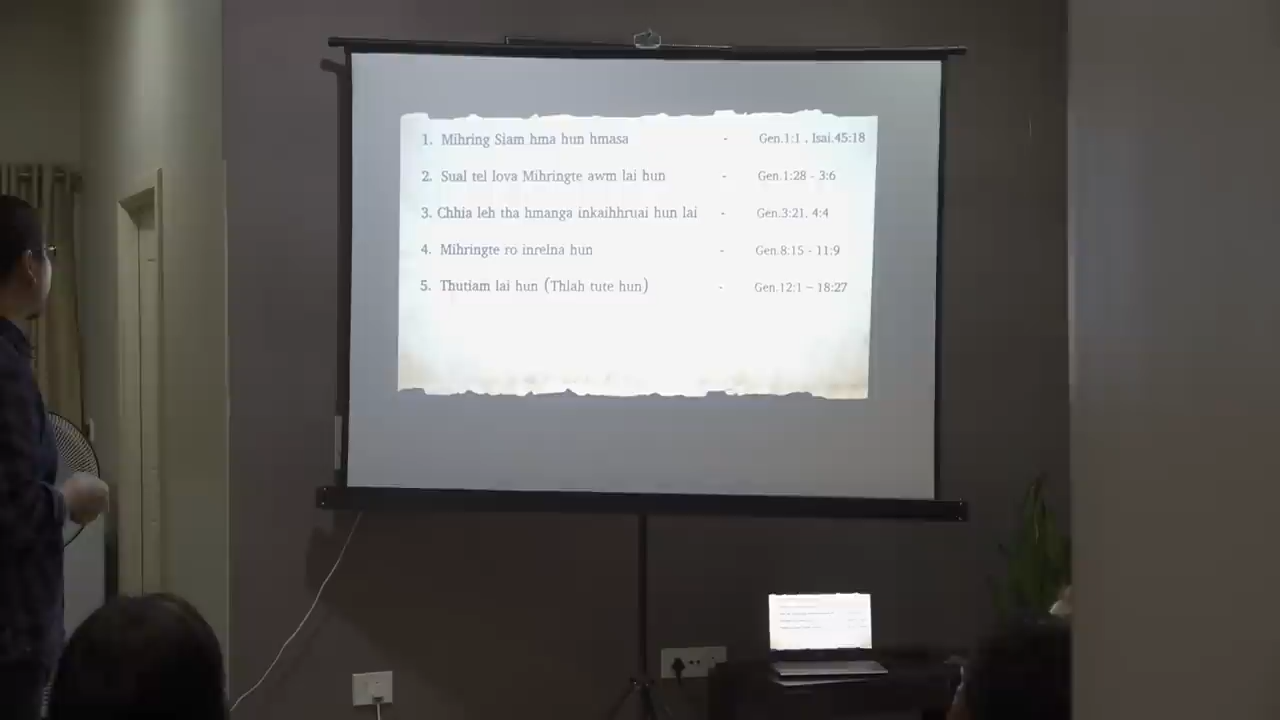 1. Mihring Siam hma hun hmasa - Gen.1:1 , Isai.45:18
2. Sual tel lova Mihringte awm lai hun - Gen.1:28 - 3:6
3. Chhia leh tha hmanga inkaihhruai hun lai - Gen.3:21, 4:4
4. Mihringte ro inrelna hun - Gen.8:15 - 11:9
5. Thutiam lai hun (Thlah tute hun) - Gen.12:1 – 18:27